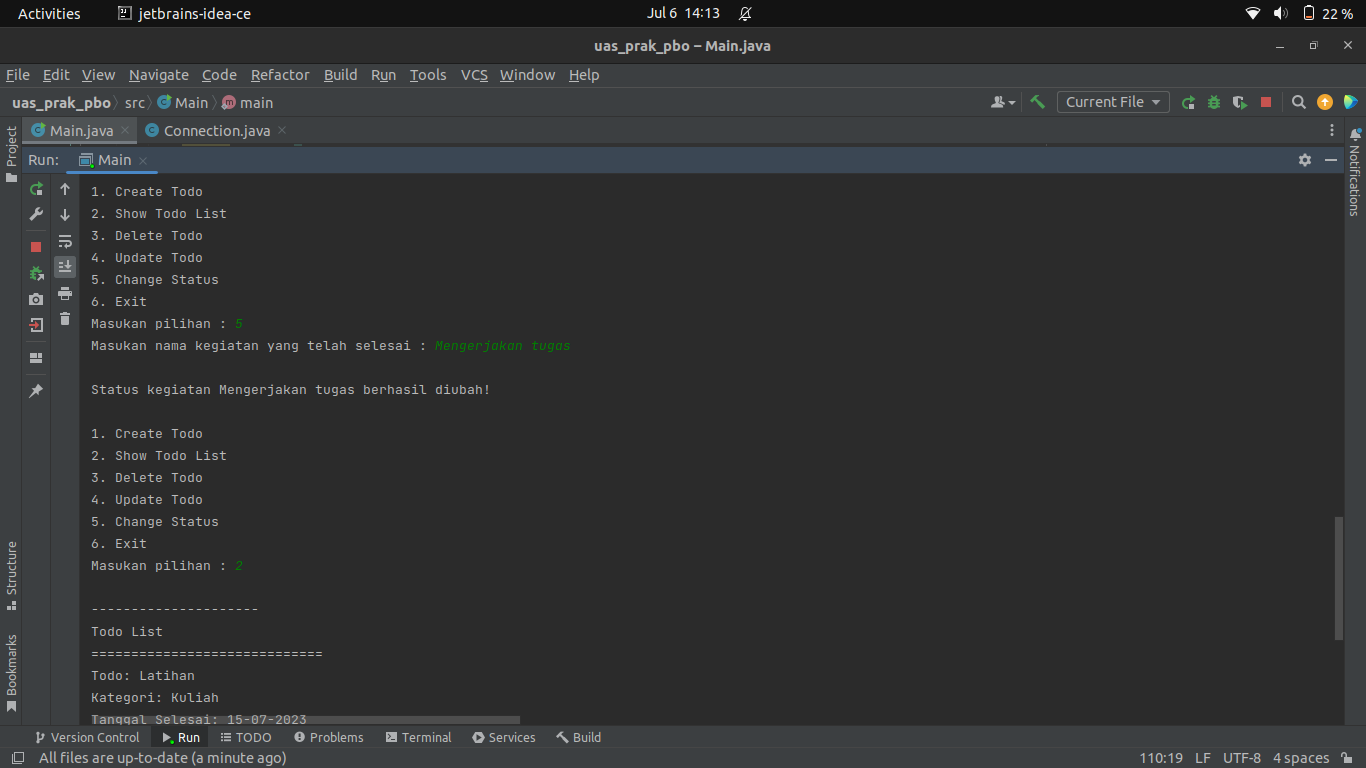 Activities jetbrains-idea-ce Jul 6 14:13 22 %
uas_prak_pbo – Main.java
File Edit View Navigate Code Refactor Build Run Tools VCS Window Help
uas_prak_pbo src Main main Current File
Main.java Connection.java
Project
Notifications
Run: Main
1. Create Todo
2. Show Todo List
3. Delete Todo
4. Update Todo
5. Change Status
6. Exit
Masukan pilihan : 5
Masukan nama kegiatan yang telah selesai : Mengerjakan tugas
Status kegiatan Mengerjakan tugas berhasil diubah!
1. Create Todo
2. Show Todo List
3. Delete Todo
4. Update Todo
5. Change Status
6. Exit
Masukan pilihan : 2
---------------------
Todo List
=============================
Todo: Latihan
Kategori: Kuliah
Tanggal Selesai: 15-07-2023
Structure
Bookmarks
Version Control Run TODO Problems Terminal Services Build
All files are up-to-date (a minute ago) 110:19 LF UTF-8 4 spaces